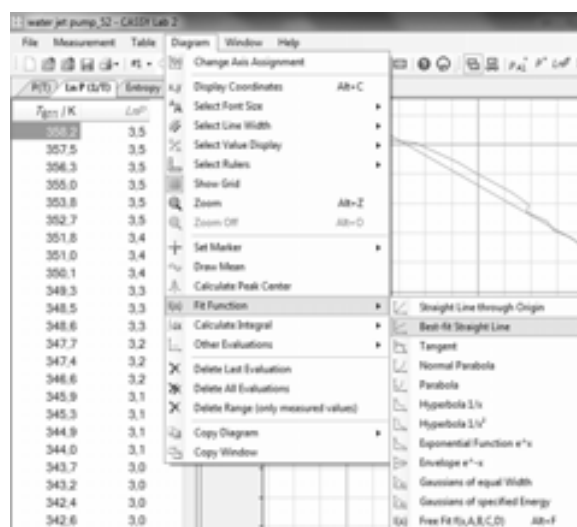 water jet pump_52 - CASSY Lab 2
File Measurement Table Diagram Window Help
P(T) Ln P (1/T) Entropy
/ K Ln P
358,2 3,5
357,5 3,5
356,3 3,5
355,0 3,5
353,8 3,5
352,7 3,5
351,8 3,4
351,0 3,4
350,1 3,4
349,3 3,3
348,5 3,3
348,6 3,3
347,7 3,2
347,4 3,2
346,6 3,2
345,9 3,1
345,3 3,1
344,9 3,1
344,0 3,1
343,7 3,0
343,2 3,0
342,4 3,0
342,6 3,0
Change Axis Assignment
x,y Display Coordinates Alt+C
Select Font Size
Select Line Width
Select Value Display
Select Rulers
Show Grid
Zoom Alt+Z
Zoom Off Alt+O
Set Marker
Draw Mean
Calculate Peak Center
f(x) Fit Function
Calculate Integral
Other Evaluations
Delete Last Evaluation
Delete All Evaluations
Delete Range (only measured values)
Copy Diagram
Copy Window
Straight Line through Origin
Best-fit Straight Line
Tangent
Normal Parabola
Parabola
Hyperbola 1/x
Hyperbola 1/x²
Exponential Function e^x
Envelope e^-x
Gaussians of equal Width
Gaussians of specified Energy
f(x) Free Fit f(x,A,B,C,D) Alt+F